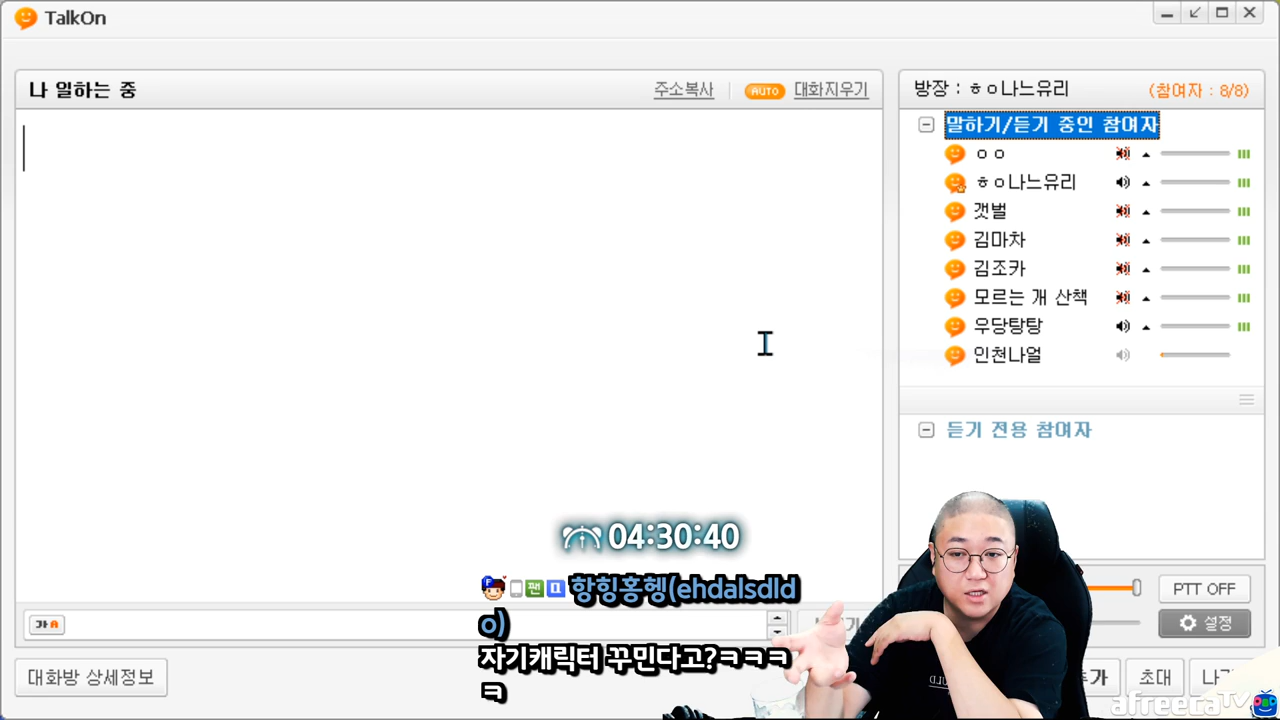 TalkOn
나 일하는 중
주소복사
AUTO
대화지우기
방장 : ㅎㅇ나느유리
(참여자 : 8/8)
말하기/듣기 중인 참여자
ㅇㅇ
ㅎㅇ나느유리
갯벌
김마차
김조카
모르는 개 산책
우당탕탕
인천나얼
듣기 전용 참여자
04:30:40
팬
항힝홍헹(ehdalsdld
o)
자기캐릭터 꾸민다고?ㅋㅋㅋ
ㅋ
가
PTT OFF
설정
대화방 상세정보
초대
afreecaTV